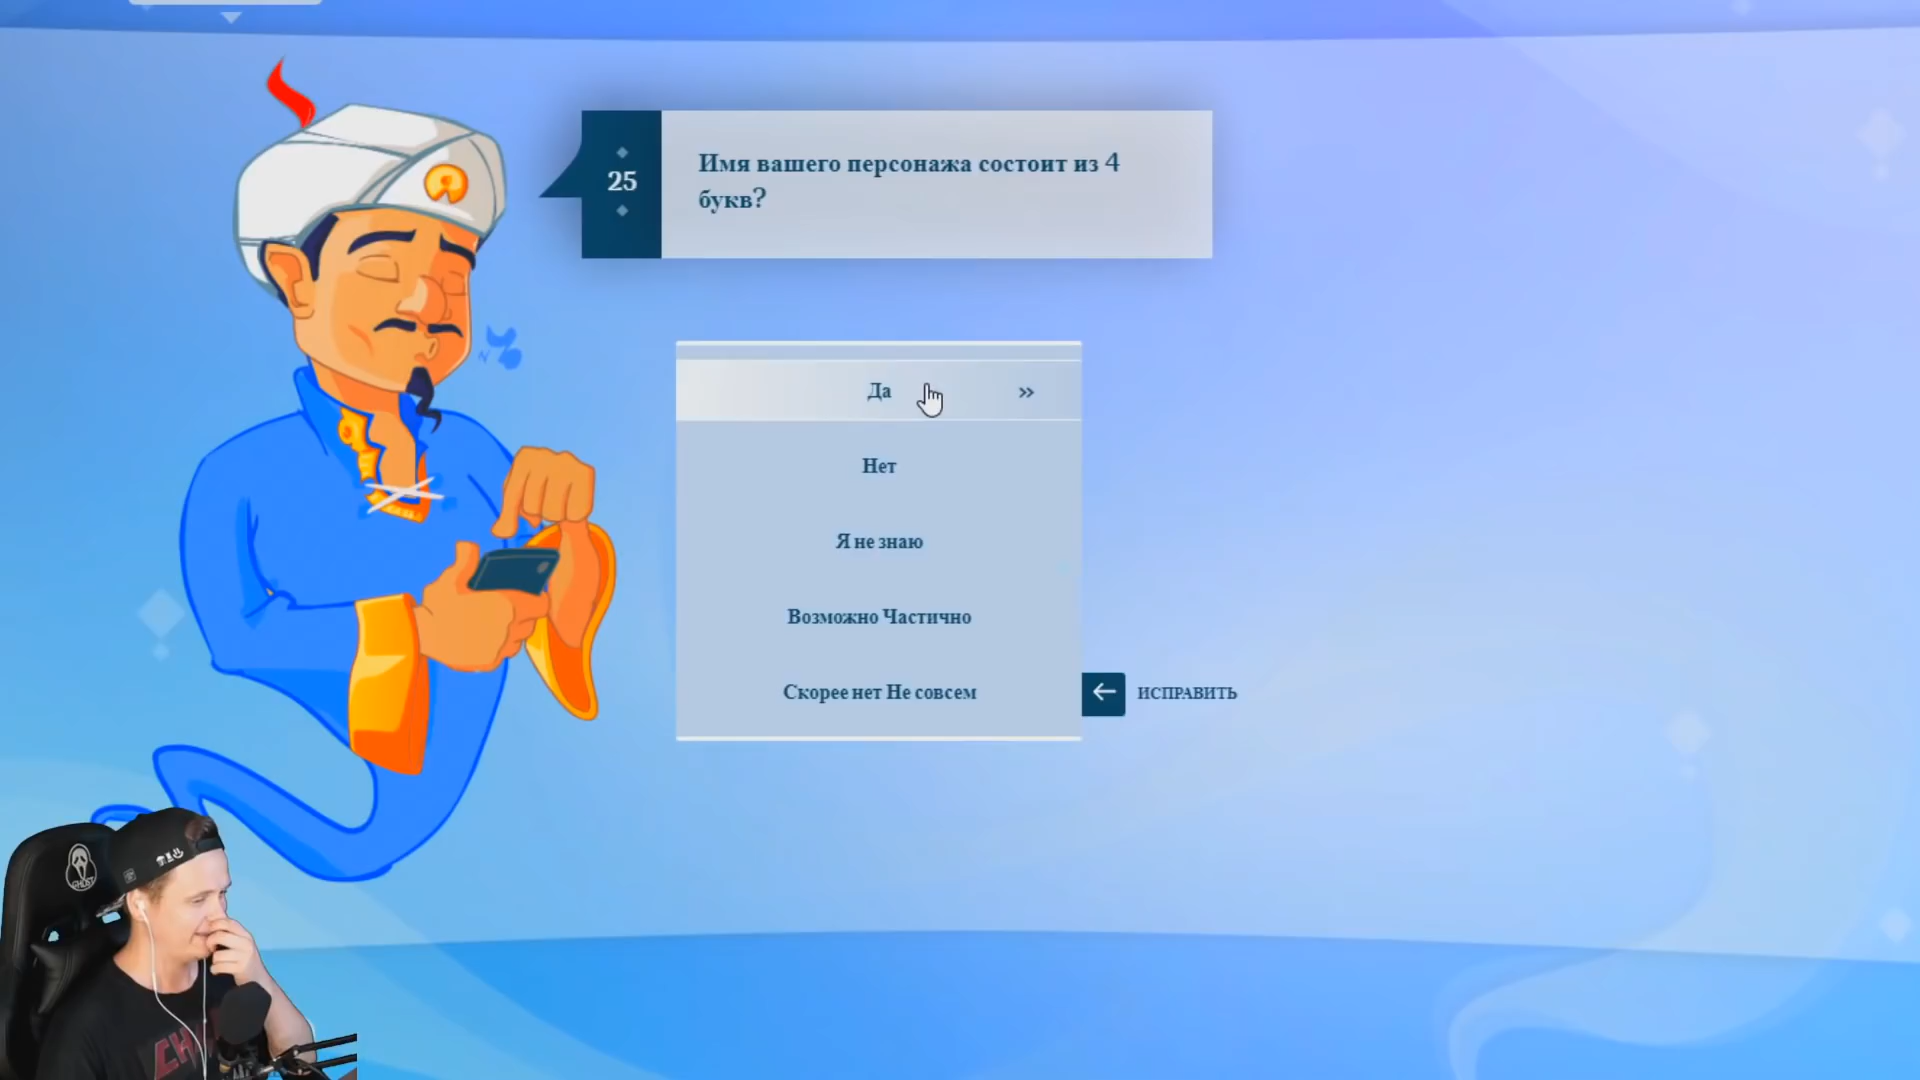 25
Имя вашего персонажа состоит из 4
букв?
Да »
Нет
Я не знаю
Возможно Частично
Скорее нет Не совсем
ИСПРАВИТЬ
GHOST